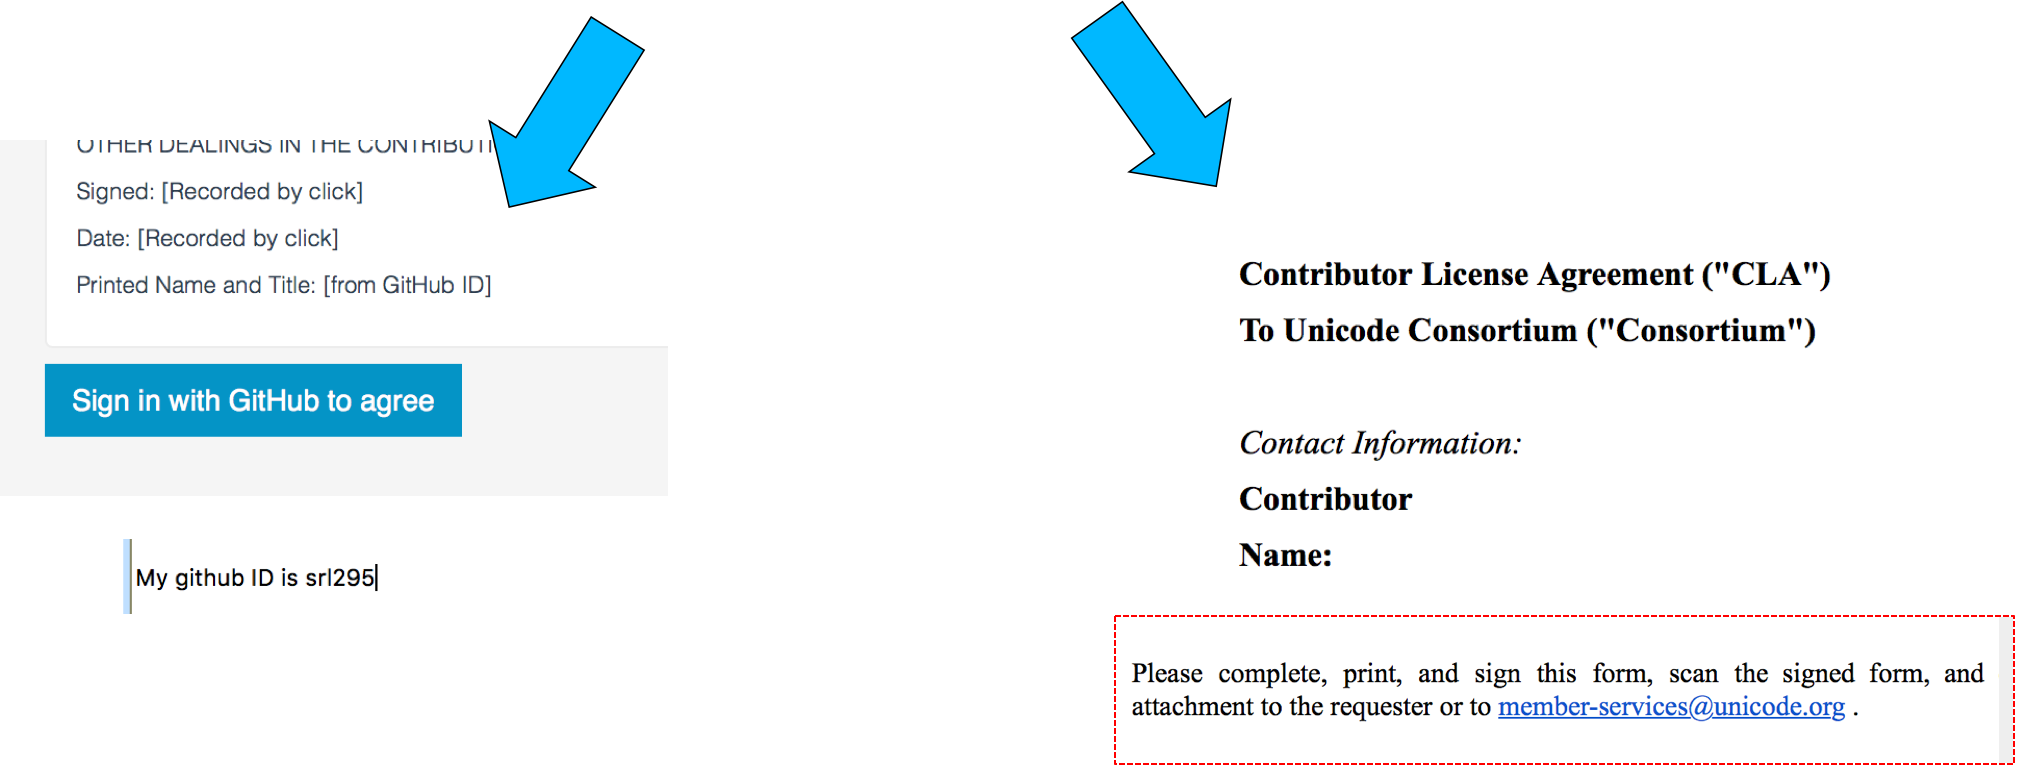 OTHER DEALINGS IN THE CONTRIBUTI
Signed: [Recorded by click]
Date: [Recorded by click]
Printed Name and Title: [from GitHub ID]
Sign in with GitHub to agree
My github ID is srl295
Contributor License Agreement ("CLA")
To Unicode Consortium ("Consortium")
Contact Information:
Contributor
Name:
Please complete, print, and sign this form, scan the signed form, and
attachment to the requester or to member-services@unicode.org .